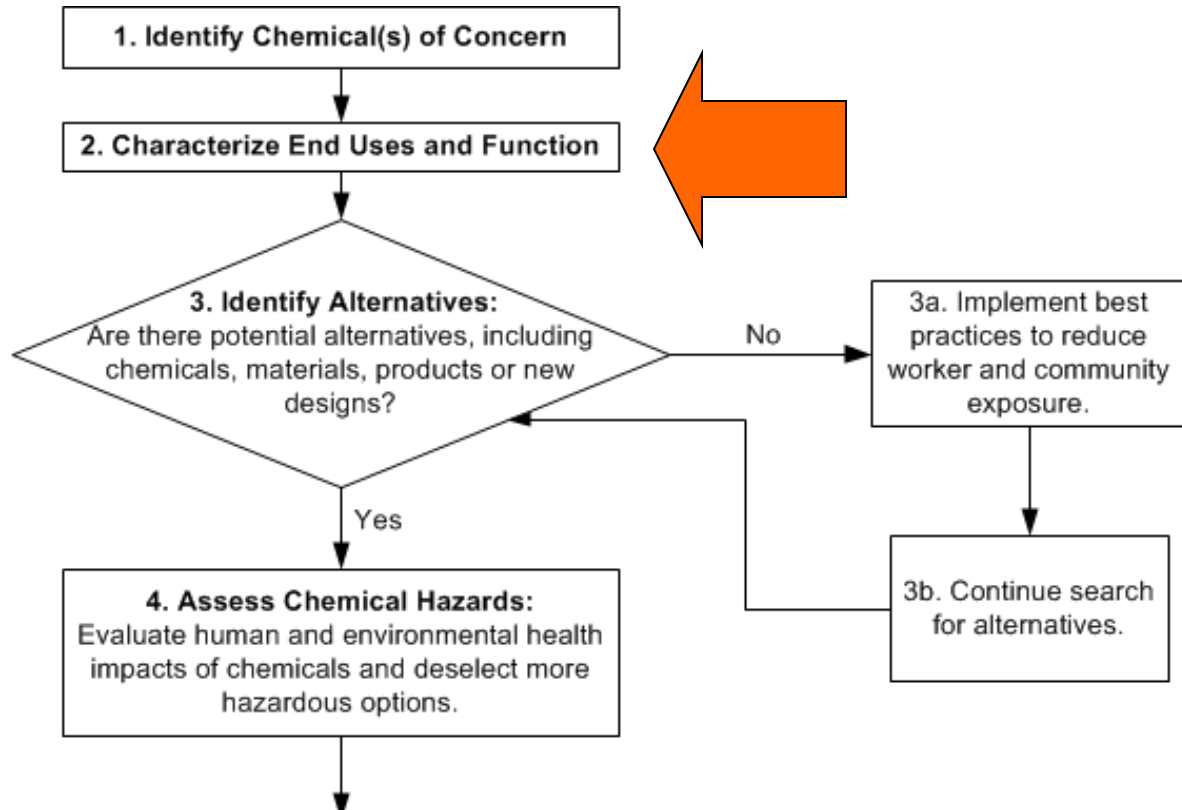 1. Identify Chemical(s) of Concern
2. Characterize End Uses and Function
3. Identify Alternatives:
Are there potential alternatives, including
chemicals, materials, products or new
designs?
No
3a. Implement best
practices to reduce
worker and community
exposure.
Yes
3b. Continue search
for alternatives.
4. Assess Chemical Hazards:
Evaluate human and environmental health
impacts of chemicals and deselect more
hazardous options.